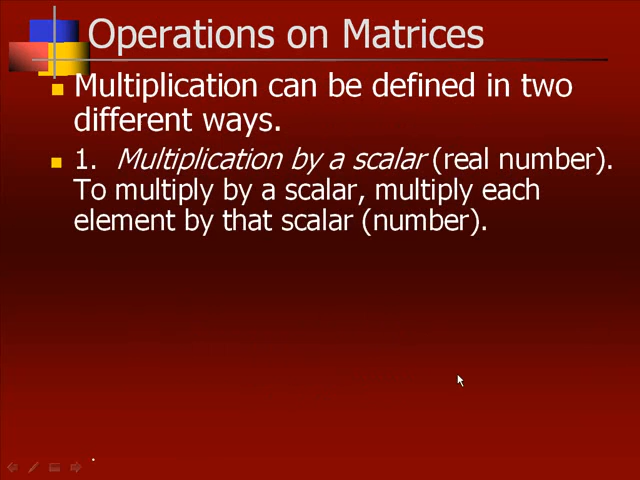 Operations on Matrices
Multiplication can be defined in two
different ways.
1. Multiplication by a scalar (real number).
To multiply by a scalar, multiply each
element by that scalar (number).
.